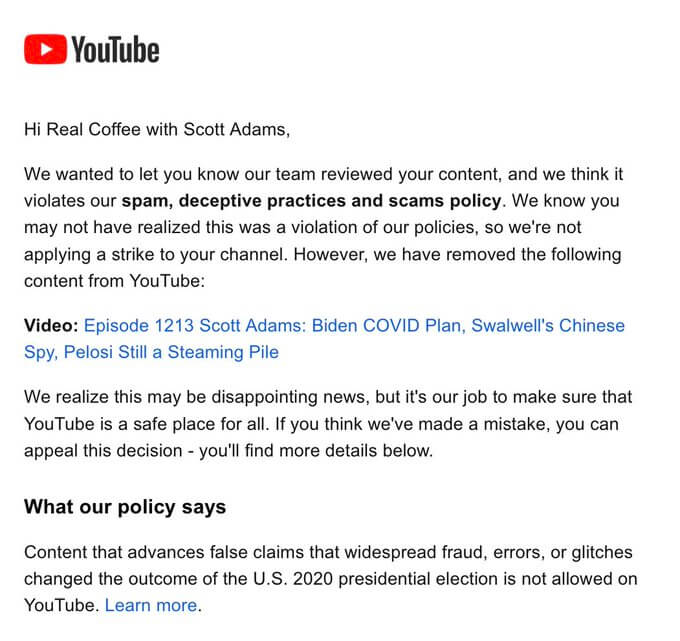 YouTube
Hi Real Coffee with Scott Adams,
We wanted to let you know our team reviewed your content, and we think it
violates our spam, deceptive practices and scams policy. We know you
may not have realized this was a violation of our policies, so we're not
applying a strike to your channel. However, we have removed the following
content from YouTube:
Video: Episode 1213 Scott Adams: Biden COVID Plan, Swalwell's Chinese
Spy, Pelosi Still a Steaming Pile
We realize this may be disappointing news, but it's our job to make sure that
YouTube is a safe place for all. If you think we've made a mistake, you can
appeal this decision - you'll find more details below.
What our policy says
Content that advances false claims that widespread fraud, errors, or glitches
changed the outcome of the U.S. 2020 presidential election is not allowed on
YouTube. Learn more.